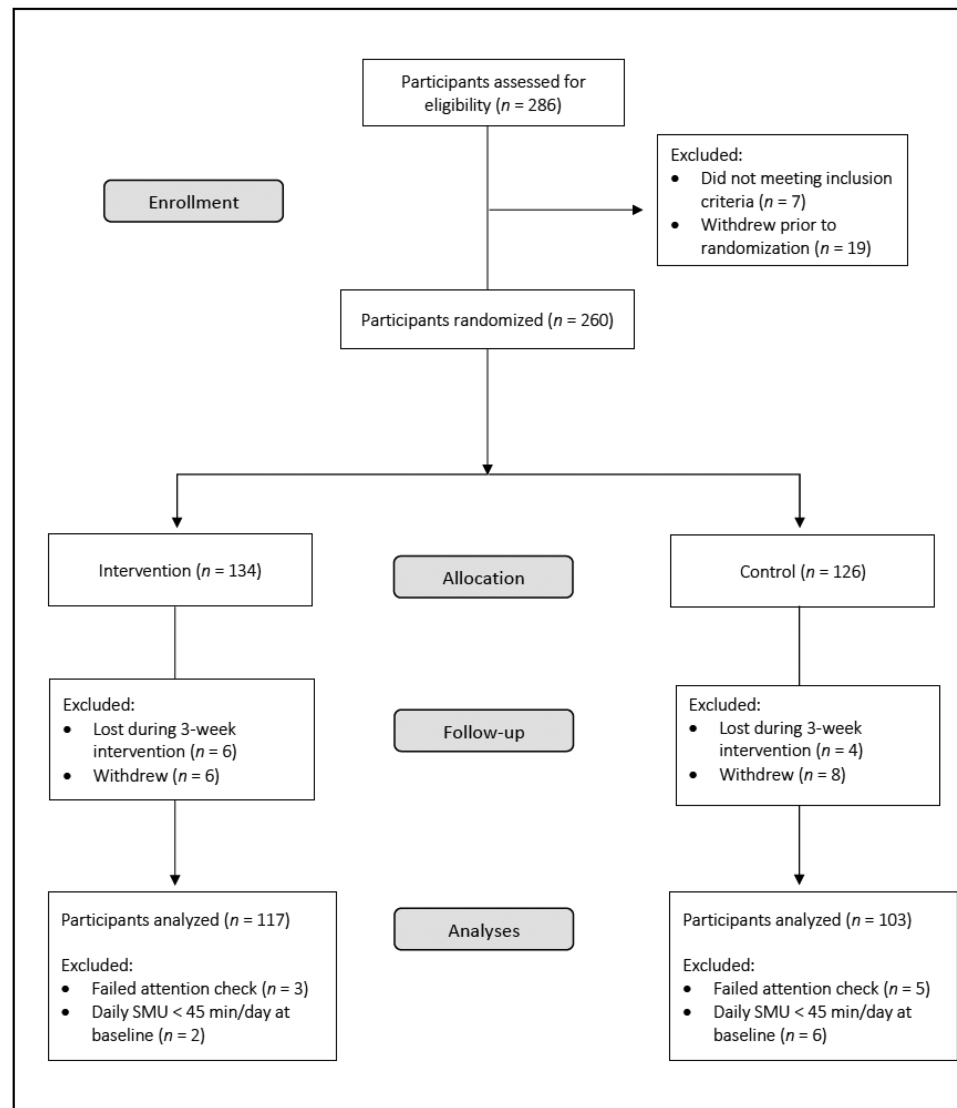 Participants assessed for
eligibility (n = 286)
Excluded:
• Did not meeting inclusion
criteria (n = 7)
• Withdrew prior to
randomization (n = 19)
Enrollment
Participants randomized (n = 260)
Intervention (n = 134)
Allocation
Control (n = 126)
Excluded:
• Lost during 3-week
intervention (n = 6)
• Withdrew (n = 6)
Follow-up
Excluded:
• Lost during 3-week
intervention (n = 4)
• Withdrew (n = 8)
Participants analyzed (n = 117)
Excluded:
• Failed attention check (n = 3)
• Daily SMU < 45 min/day at
baseline (n = 2)
Analyses
Participants analyzed (n = 103)
Excluded:
• Failed attention check (n = 5)
• Daily SMU < 45 min/day at
baseline (n = 6)